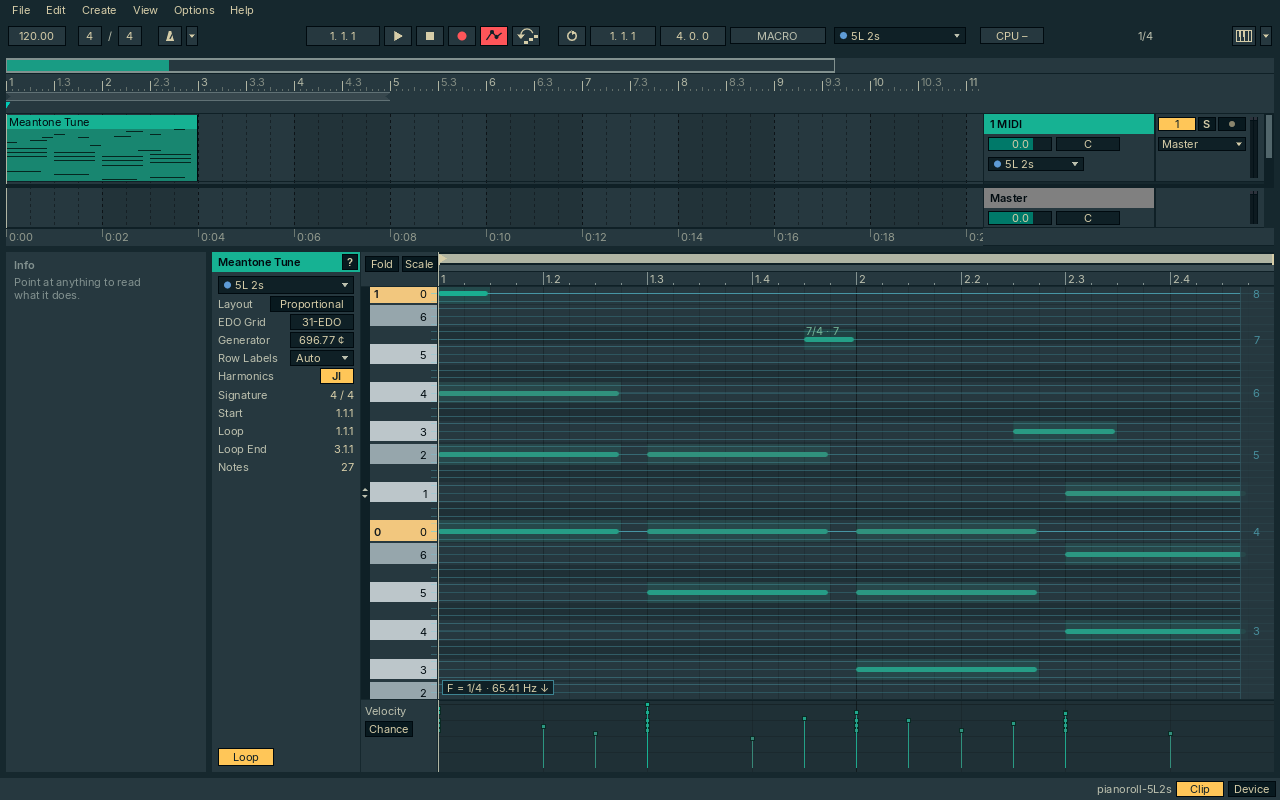 File Edit Create View Options Help
120.00 4 / 4 1. 1. 1 1. 1. 1 4. 0. 0 MACRO 5L 2s CPU – 1/4
1 1.3 2 2.3 3 3.3 4 4.3 5 5.3 6 6.3 7 7.3 8 8.3 9 9.3 10 10.3 11
Meantone Tune 1 MIDI 1 S
0.0 C Master
5L 2s
Master
0.0 C
0:00 0:02 0:04 0:06 0:08 0:10 0:12 0:14 0:16 0:18
Info
Point at anything to read
what it does.
Meantone Tune ?
5L 2s
Layout Proportional
EDO Grid 31-EDO
Generator 696.77 ¢
Row Labels Auto
Harmonics JI
Signature 4 / 4
Start 1.1.1
Loop 1.1.1
Loop End 3.1.1
Notes 27
Loop
Fold Scale
1 1.2 1.3 1.4 2 2.2 2.3 2.4
1 0 8
6
7/4 · 7
5 7
4 6
3
2 5
1
0 0 4
6
5
4 3
3
2
F = 1/4 · 65.41 Hz ↓
Velocity
Chance
pianoroll-5L2s Clip Device